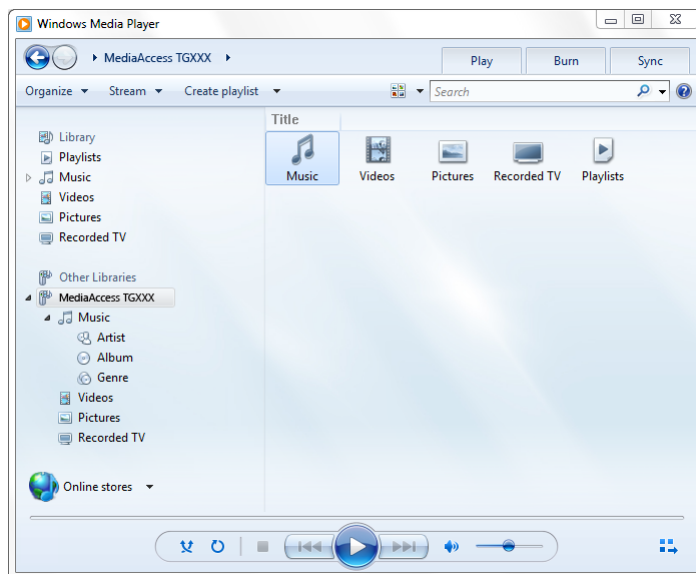 Windows Media Player
MediaAccess TGXXX
Play Burn Sync
Organize Stream Create playlist Search
Title
Library
Playlists
Music
Videos
Pictures
Recorded TV
Other Libraries
MediaAccess TGXXX
Music
Artist
Album
Genre
Videos
Pictures
Recorded TV
Online stores
Music Videos Pictures Recorded TV Playlists